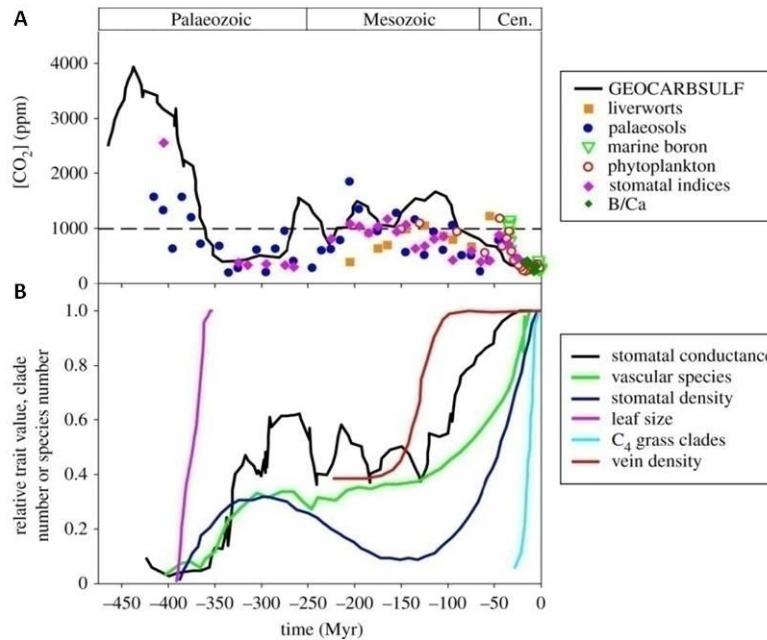 A
Palaeozoic
Mesozoic
Cen.
[CO2] (ppm)
4000
3000
2000
1000
0
GEOCARBSULF
liverworts
palaeosols
marine boron
phytoplankton
stomatal indices
B/Ca
B
relative trait value, clade
number or species number
1.0
0.8
0.6
0.4
0.2
0
stomatal conductance
vascular species
stomatal density
leaf size
C4 grass clades
vein density
–450 –400 –350 –300 –250 –200 –150 –100 –50 0
time (Myr)